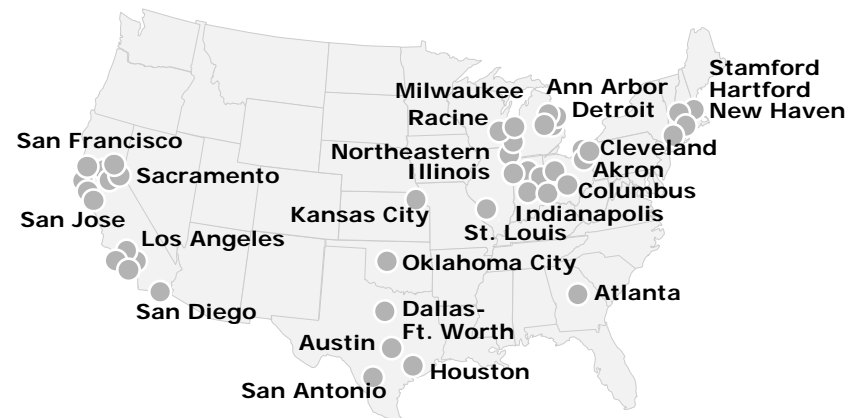 Stamford
Hartford
New Haven
Ann Arbor
Detroit
Milwaukee
Racine
San Francisco
Sacramento
San Jose
Northeastern
Illinois
Cleveland
Akron
Columbus
Indianapolis
Kansas City
St. Louis
Los Angeles
San Diego
Oklahoma City
Atlanta
Dallas-
Ft. Worth
Austin
Houston
San Antonio